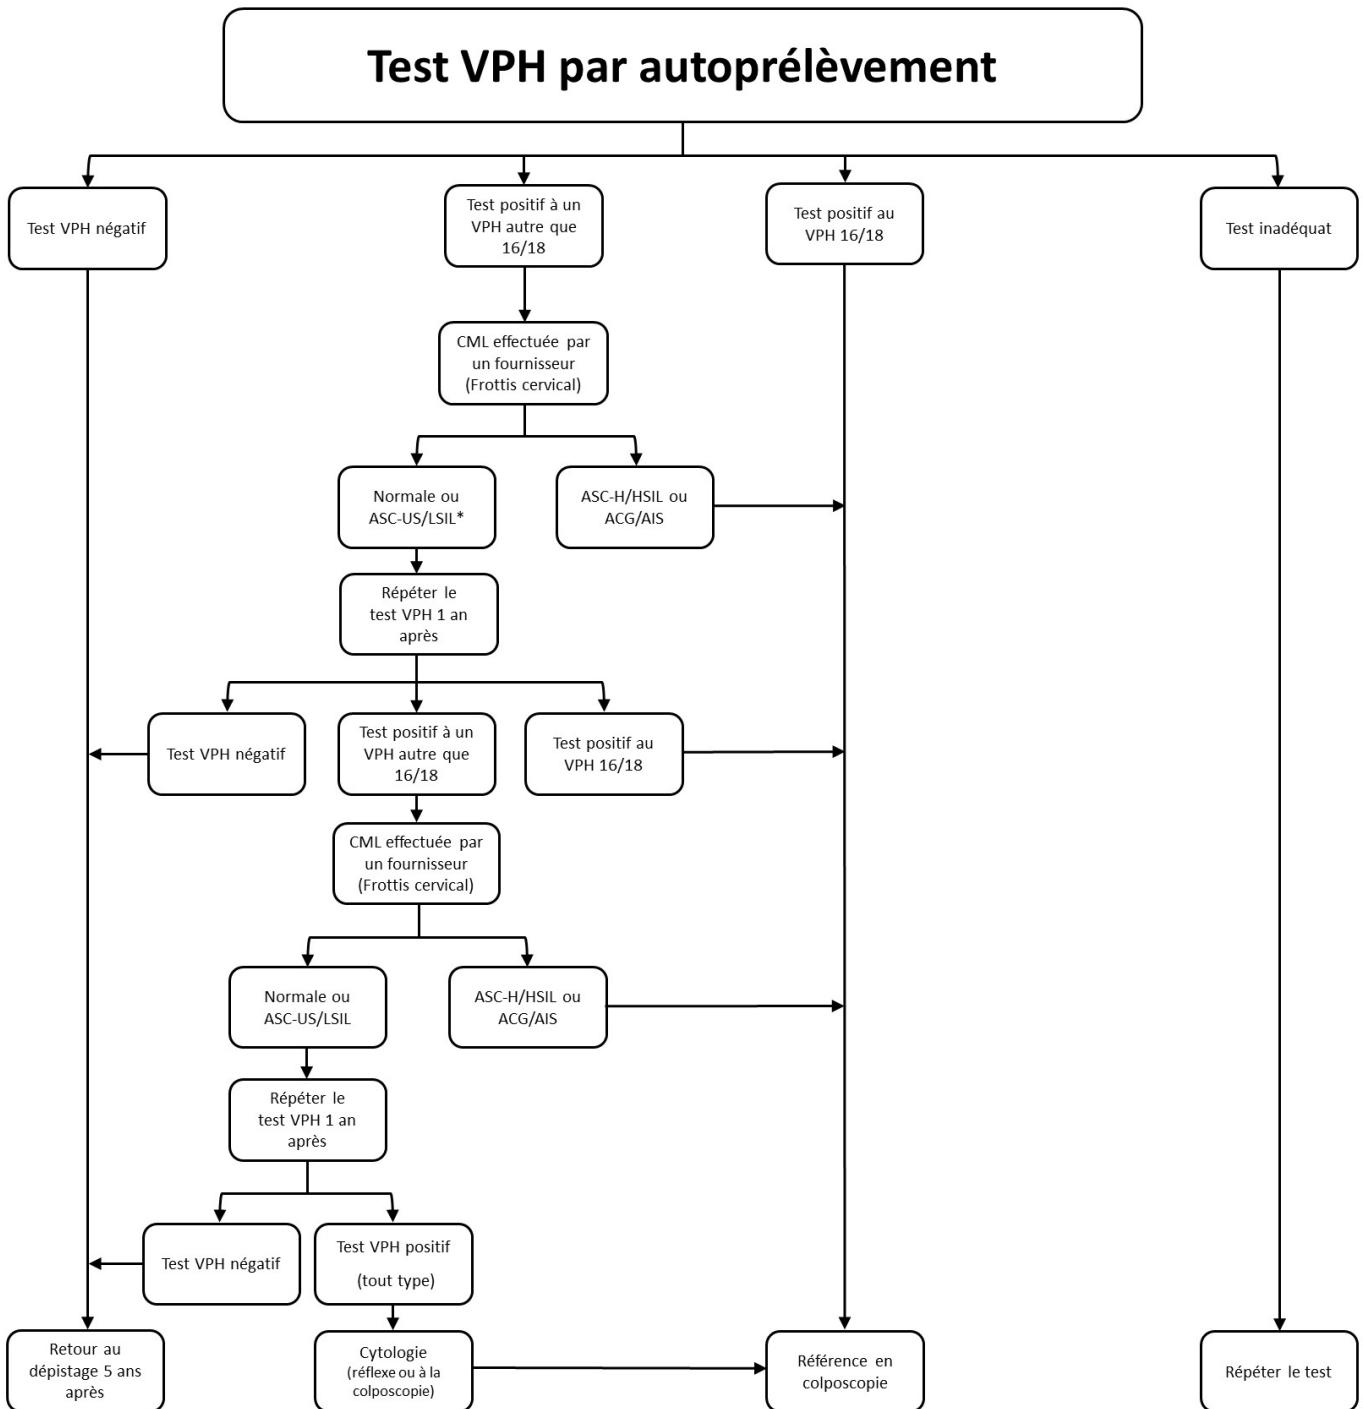 Test VPH par autoprélèvement
Test VPH négatif
Test positif à un
VPH autre que
16/18
Test positif au
VPH 16/18
Test inadéquat
CML effectuée par
un fournisseur
(Frottis cervical)
Normale ou
ASC-US/LSIL*
ASC-H/HSIL ou
ACG/AIS
Répéter le
test VPH 1 an
après
Test VPH négatif
Test positif à un
VPH autre que
16/18
Test positif au
VPH 16/18
CML effectuée par
un fournisseur
(Frottis cervical)
Normale ou
ASC-US/LSIL
ASC-H/HSIL ou
ACG/AIS
Répéter le
test VPH 1 an
après
Test VPH négatif
Test VPH positif
(tout type)
Retour au
dépistage 5 ans
après
Cytologie
(réflexe ou à la
colposcopie)
Référence en
colposcopie
Répéter le test